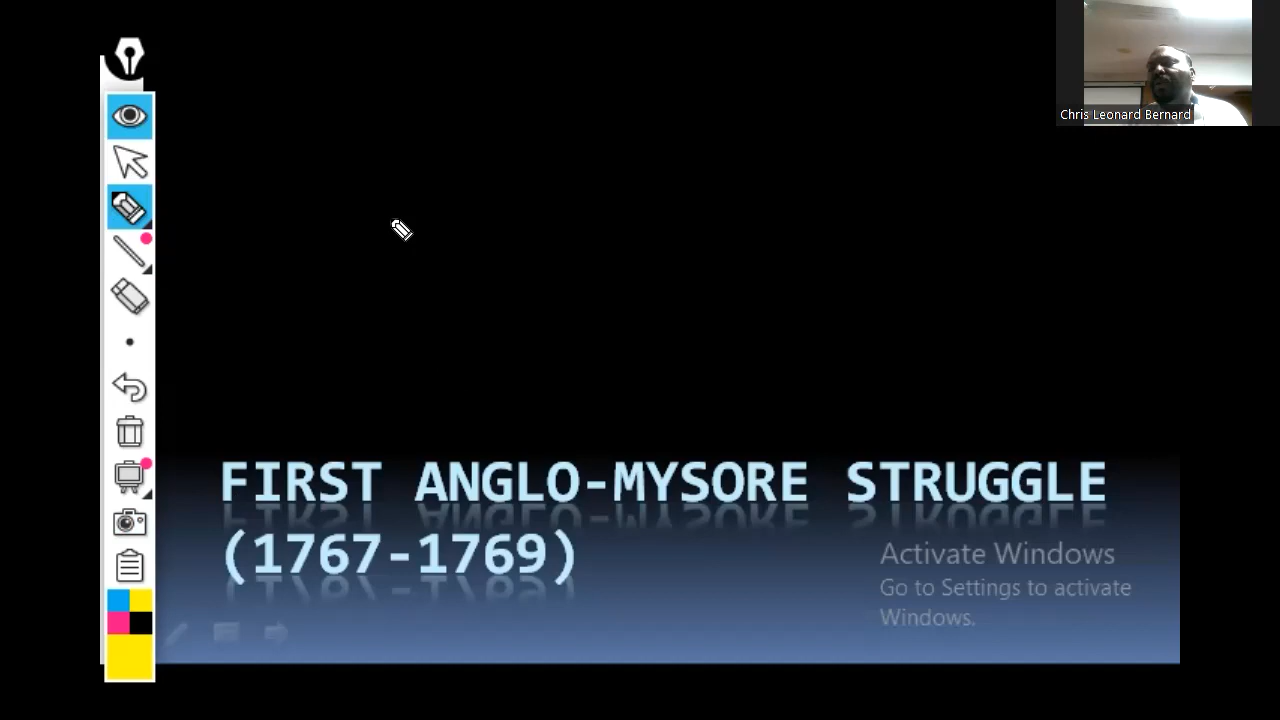 Chris Leonard Bernard
FIRST ANGLO-MYSORE STRUGGLE
(1767-1769)
Activate Windows
Go to Settings to activate
Windows.